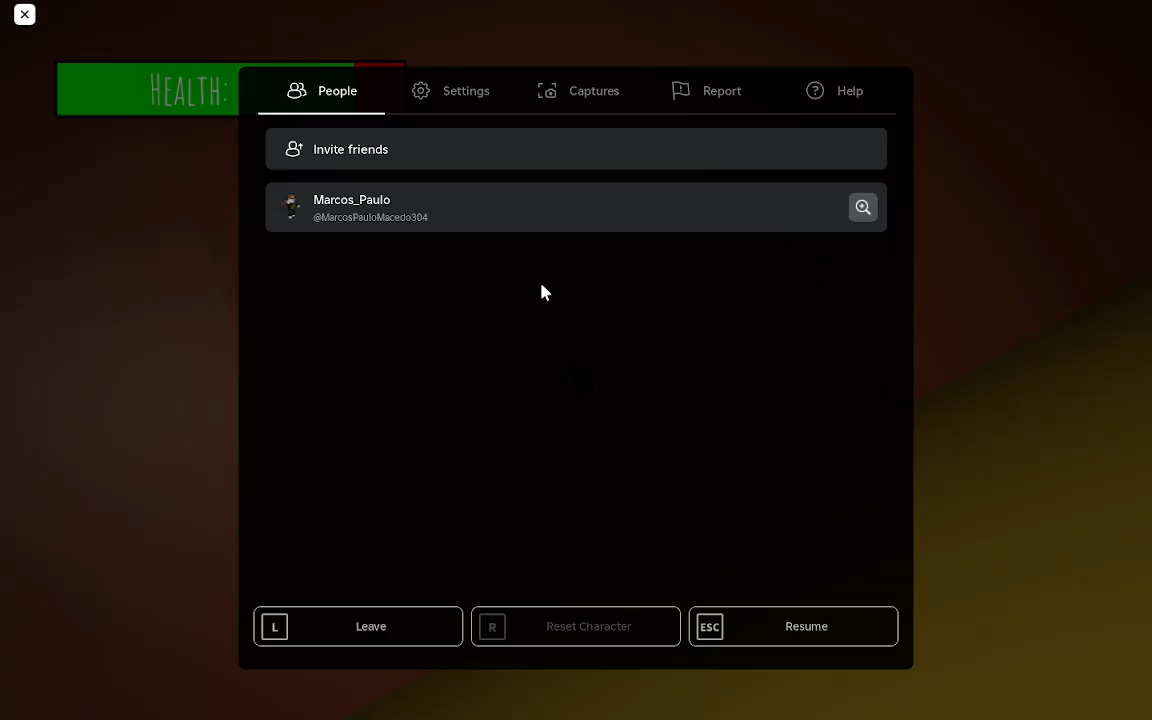 Health:
People
Settings
Captures
Report
Help
Invite friends
Marcos_Paulo
@MarcosPauloMacedo304
L
Leave
R
Reset Character
ESC
Resume